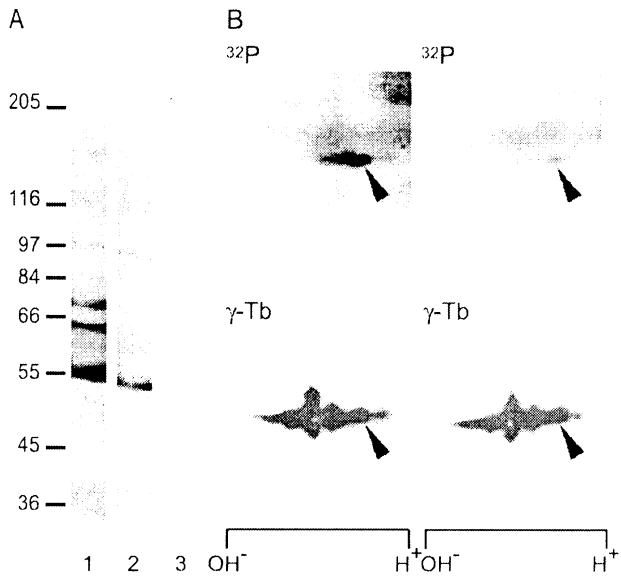 A
B
³²P
³²P
205
116
97
84
66
55
45
36
γ-Tb
γ-Tb
1 2 3
OH⁻ H⁺ OH⁻ H⁺